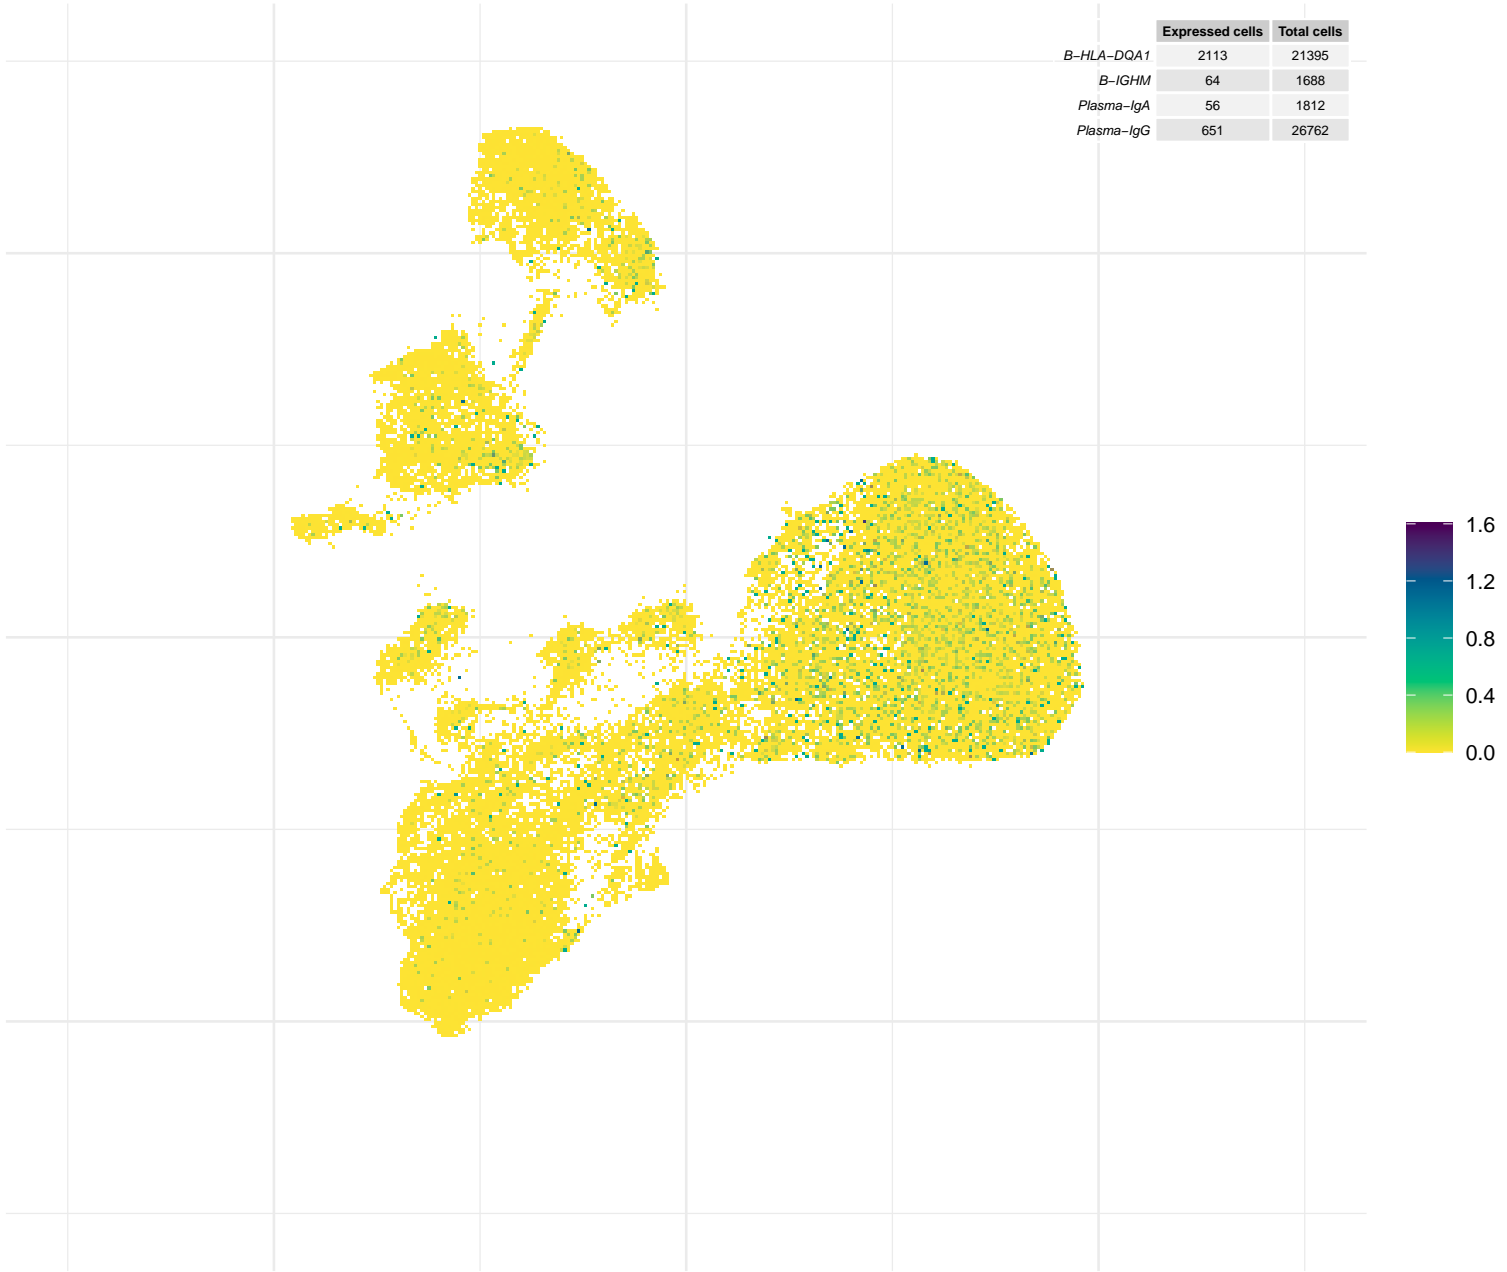 Expressed cells Total cells
B−HLA−DQA1 2113 21395
B−IGHM 64 1688
Plasma−IgA 56 1812
Plasma−IgG 651 26762
1.6
1.2
0.8
0.4
0.0